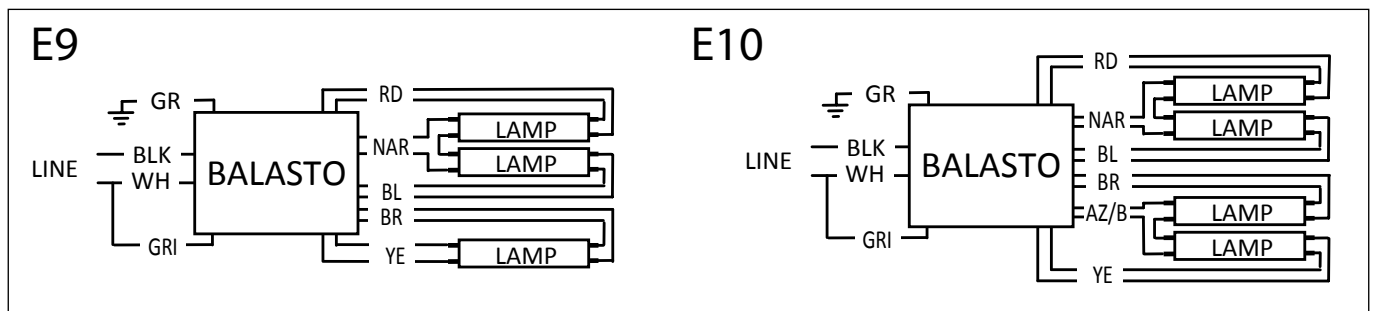 E9
GR
RD
LAMP
NAR
LAMP
LINE
BLK
WH
BALASTO
BL
BR
GRI
YE
LAMP
E10
RD
GR
LAMP
NAR
LAMP
LINE
BLK
WH
BALASTO
BL
BR
LAMP
AZ/B
LAMP
GRI
YE